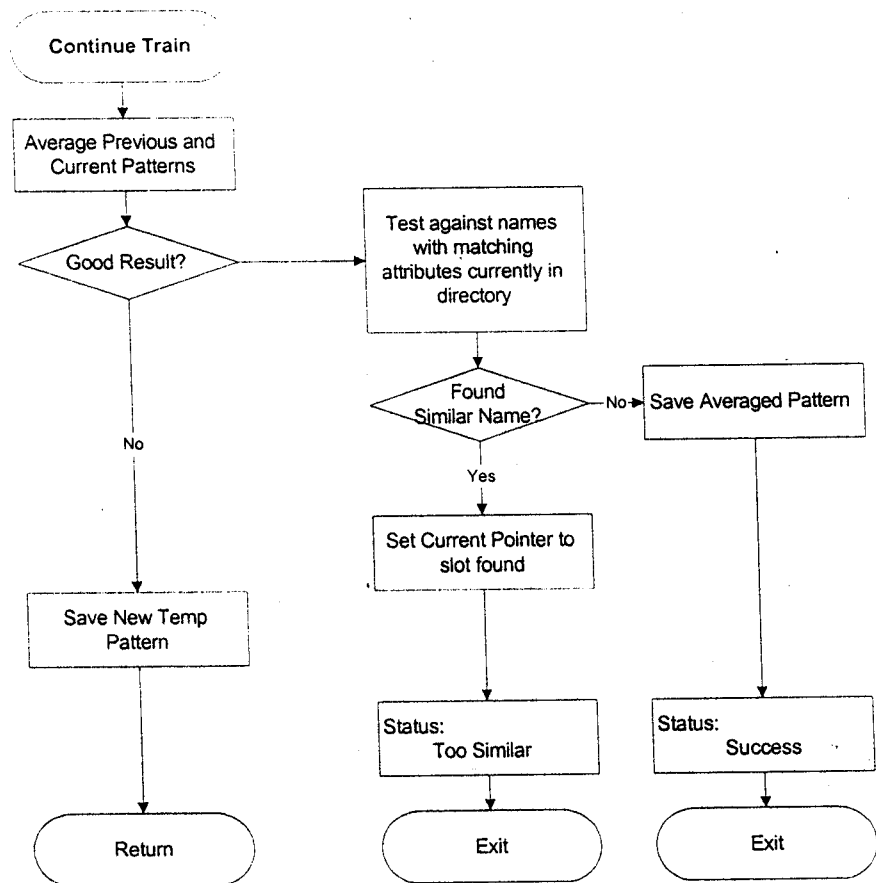 Continue Train
Average Previous and
Current Patterns
Good Result?
Test against names
with matching
attributes currently in
directory
Found
Similar Name?
No
Save Averaged Pattern
No
Yes
Set Current Pointer to
slot found
Save New Temp
Pattern
Status:
Too Similar
Status:
Success
Return
Exit
Exit